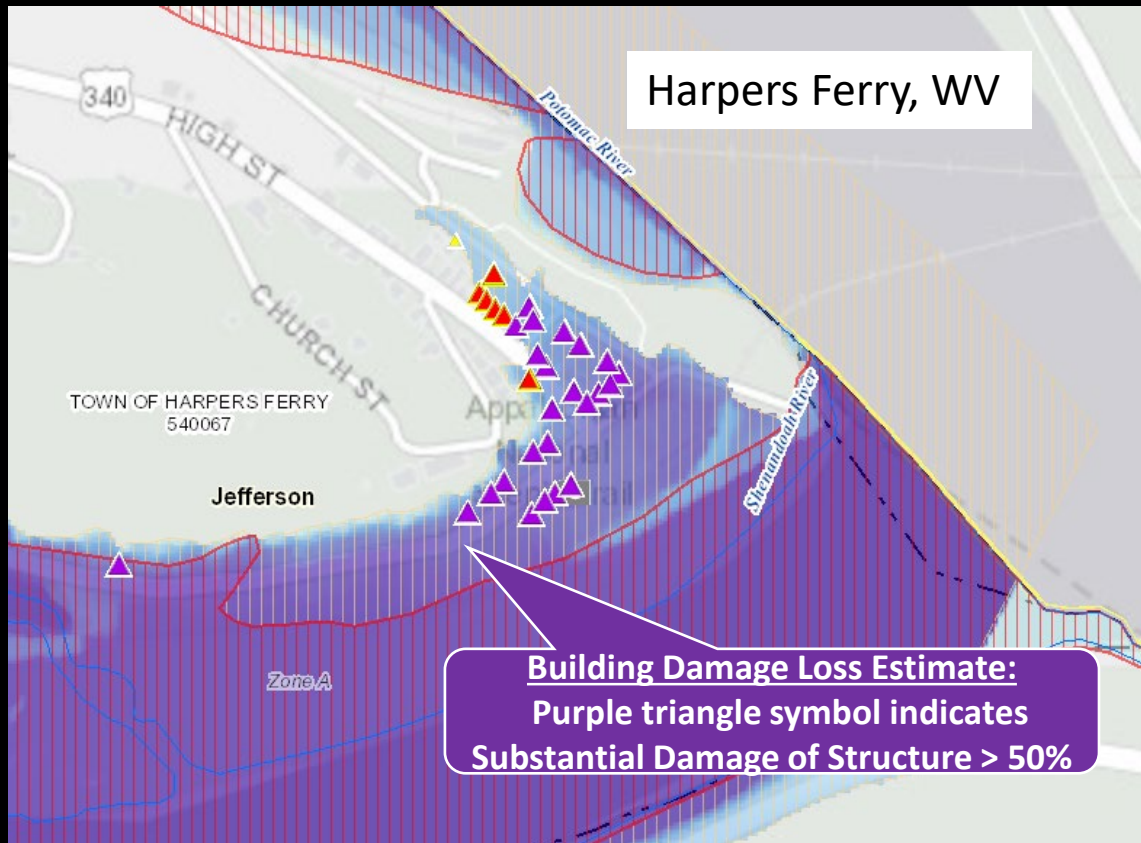 Harpers Ferry, WV
340
HIGH ST
Potomac River
CHURCH ST
TOWN OF HARPERS FERRY
540067
Jefferson
National
Shenandoah River
Zone A
Building Damage Loss Estimate:
Purple triangle symbol indicates
Substantial Damage of Structure > 50%